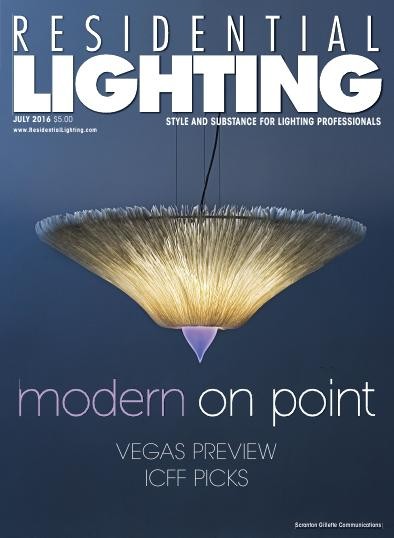 RESIDENTIAL
LIGHTING
JULY 2016 $5.00
STYLE AND SUBSTANCE FOR LIGHTING PROFESSIONALS
www.ResidentialLighting.com
modern on point
VEGAS PREVIEW
ICFF PICKS
Scranton Gillette Communications